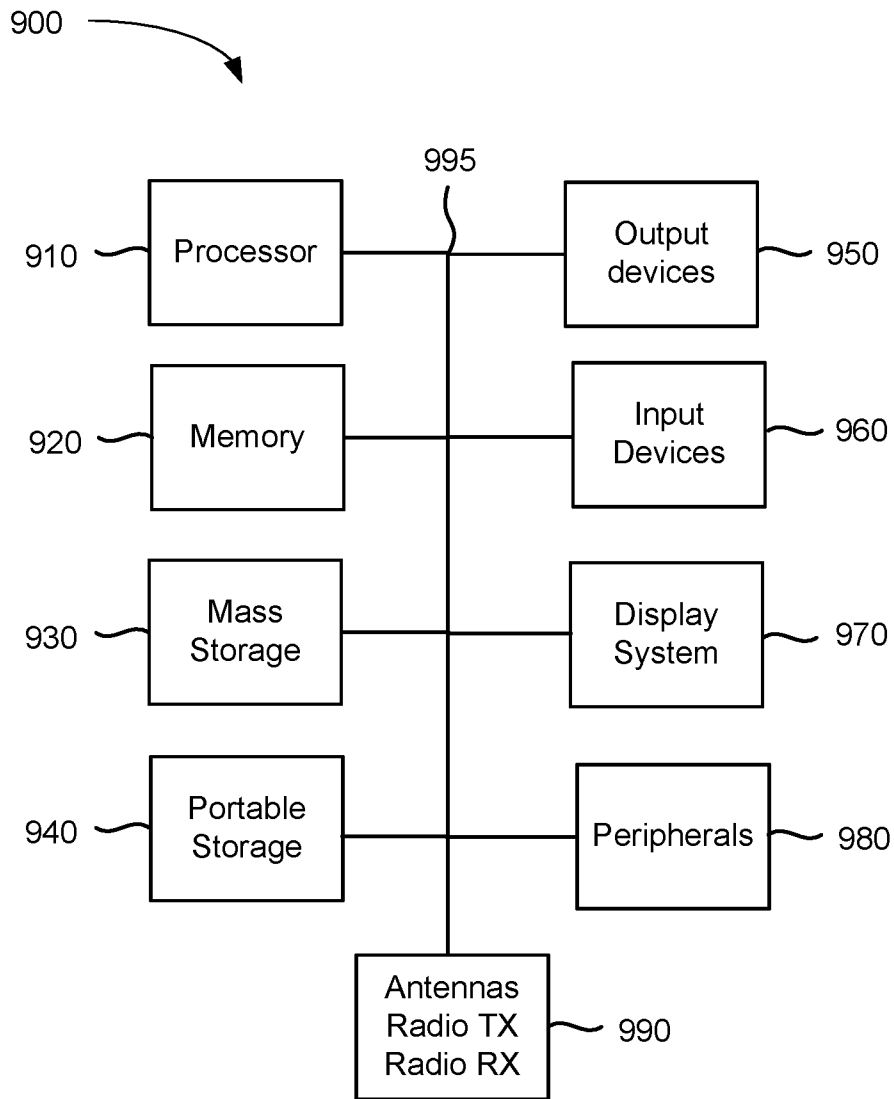 900
995
910
Processor
Output
devices
950
920
Memory
Input
Devices
960
930
Mass
Storage
Display
System
970
940
Portable
Storage
Peripherals
980
Antennas
Radio TX
Radio RX
990